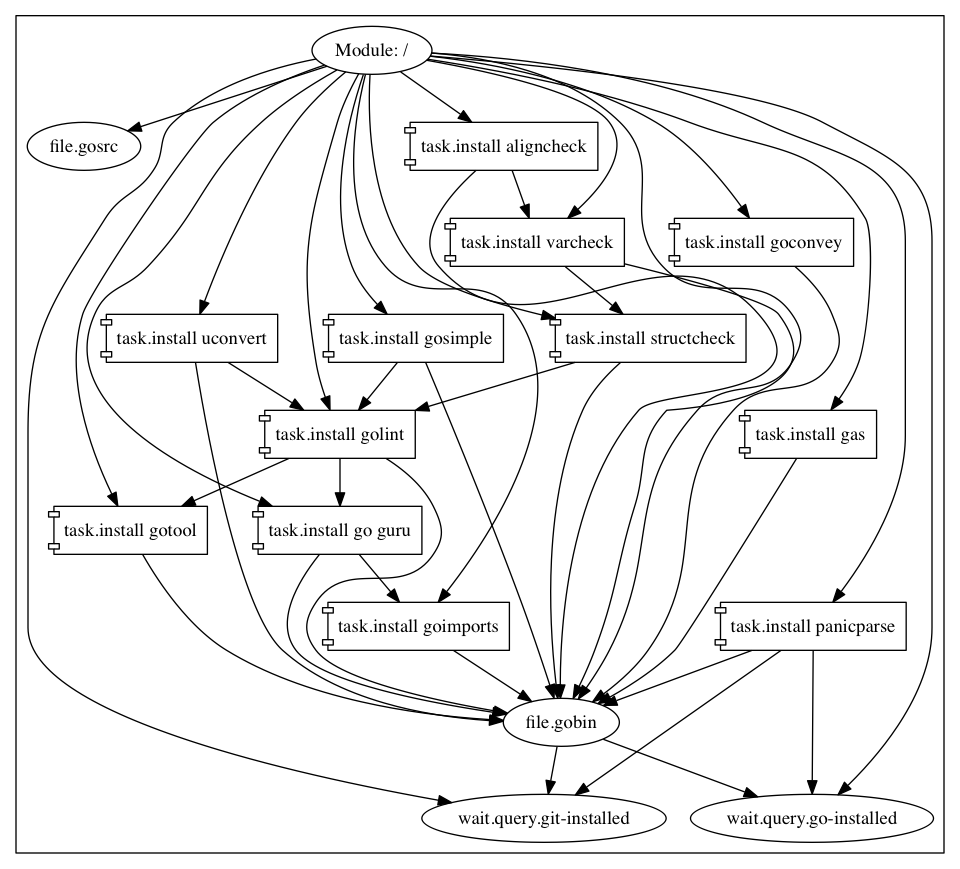 Module: /
file.gosrc
task.install aligncheck
task.install varcheck
task.install goconvey
task.install uconvert
task.install gosimple
task.install structcheck
task.install golint
task.install gas
task.install gotool
task.install go guru
task.install goimports
task.install panicparse
file.gobin
wait.query.git-installed
wait.query.go-installed